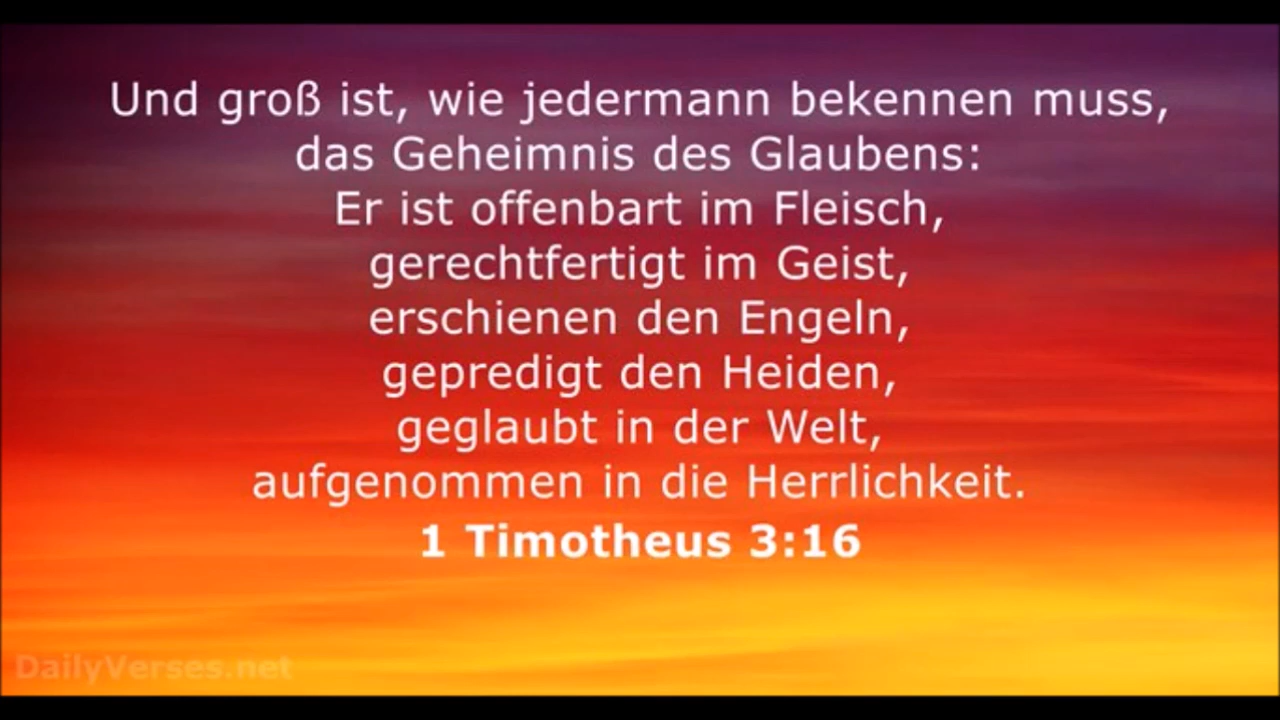 Und groß ist, wie jedermann bekennen muss,
das Geheimnis des Glaubens:
Er ist offenbart im Fleisch,
gerechtfertigt im Geist,
erschienen den Engeln,
gepredigt den Heiden,
geglaubt in der Welt,
aufgenommen in die Herrlichkeit.
1 Timotheus 3:16
DailyVerses.net